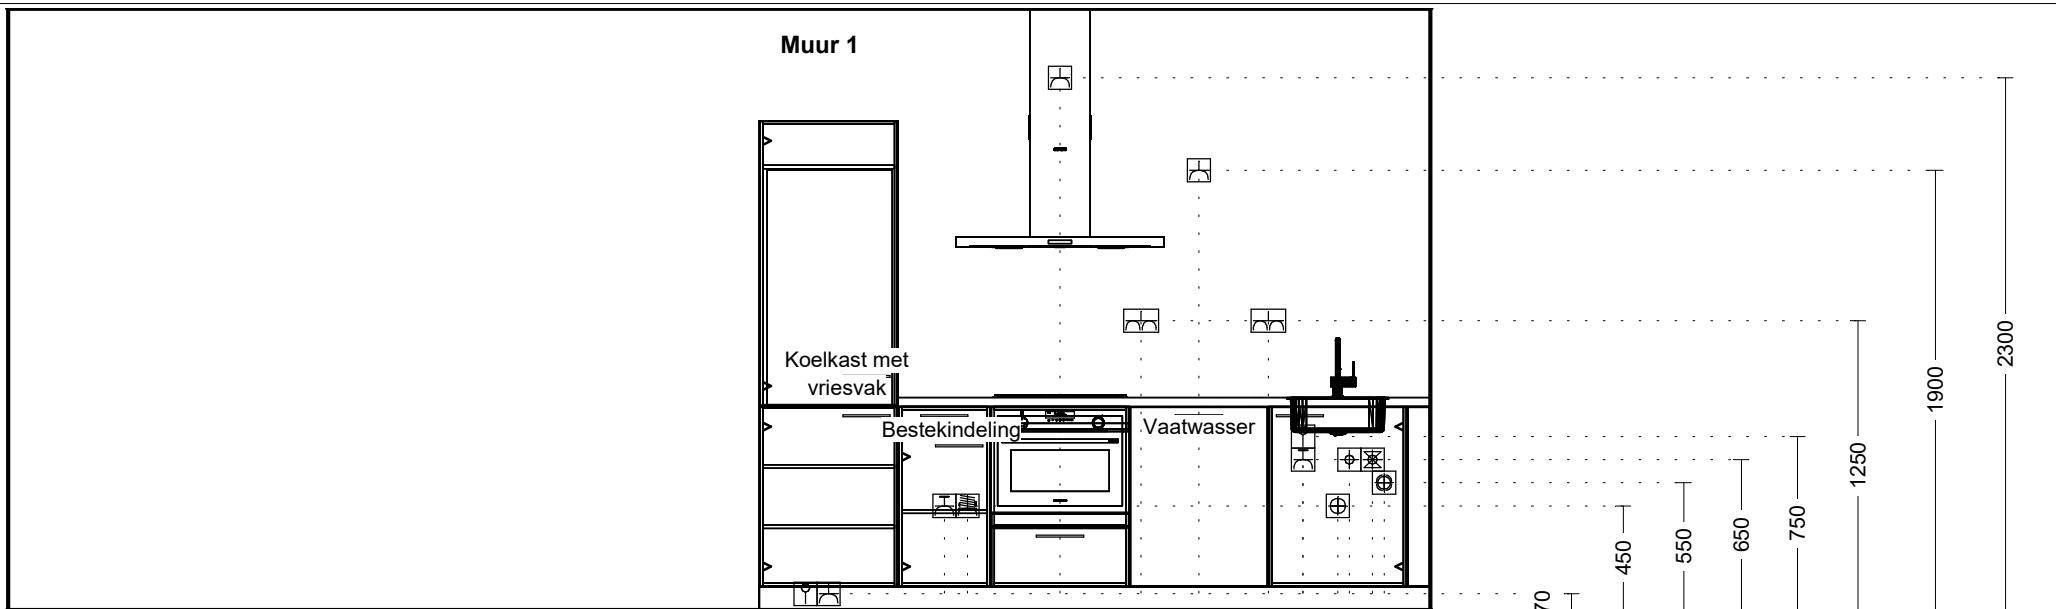 Muur 1
Koelkast met
vriesvak
Bestekindeling
Vaatwasser
70
450
550
650
750
1250
1900
2300